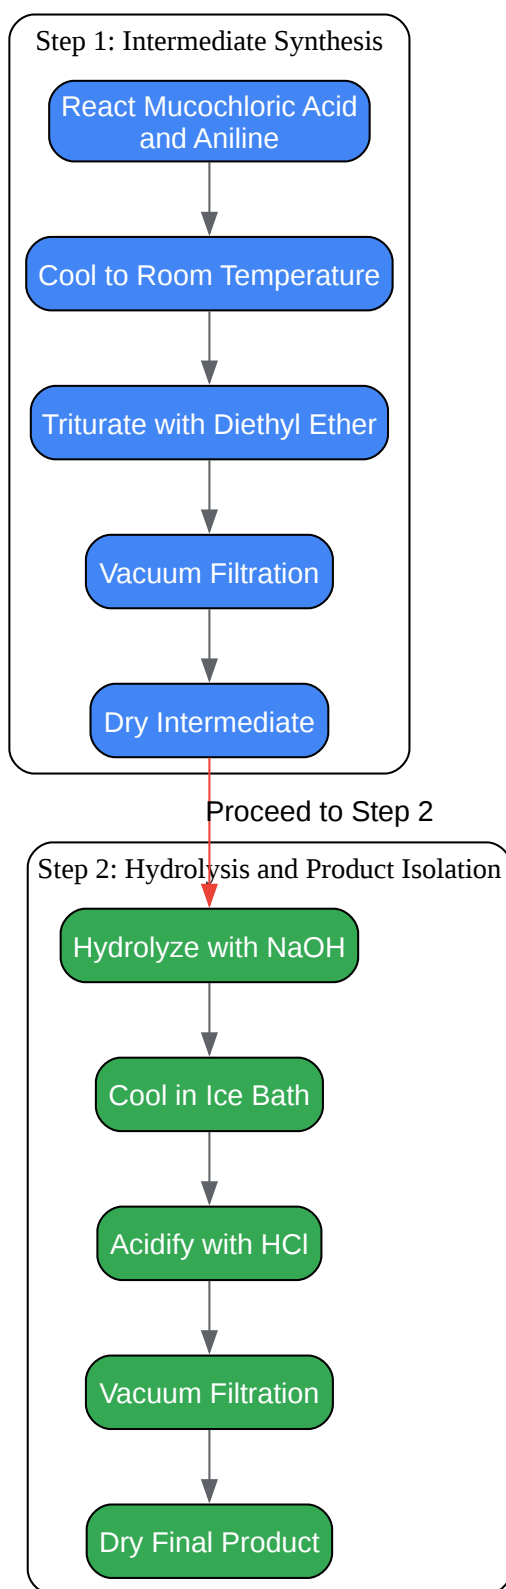 Step 1: Intermediate Synthesis
React Mucochloric Acid
and Aniline
Cool to Room Temperature
Triturate with Diethyl Ether
Vacuum Filtration
Dry Intermediate
Proceed to Step 2
Step 2: Hydrolysis and Product Isolation
Hydrolyze with NaOH
Cool in Ice Bath
Acidify with HCl
Vacuum Filtration
Dry Final Product